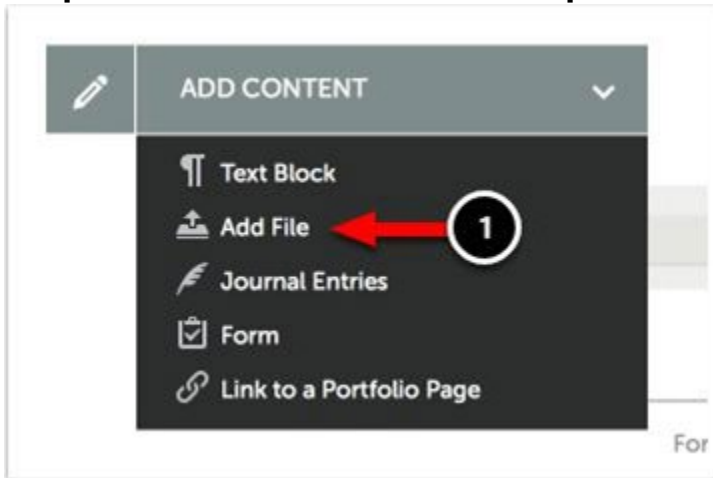 ADD CONTENT
Text Block
Add File
1
Journal Entries
Form
Link to a Portfolio Page
For